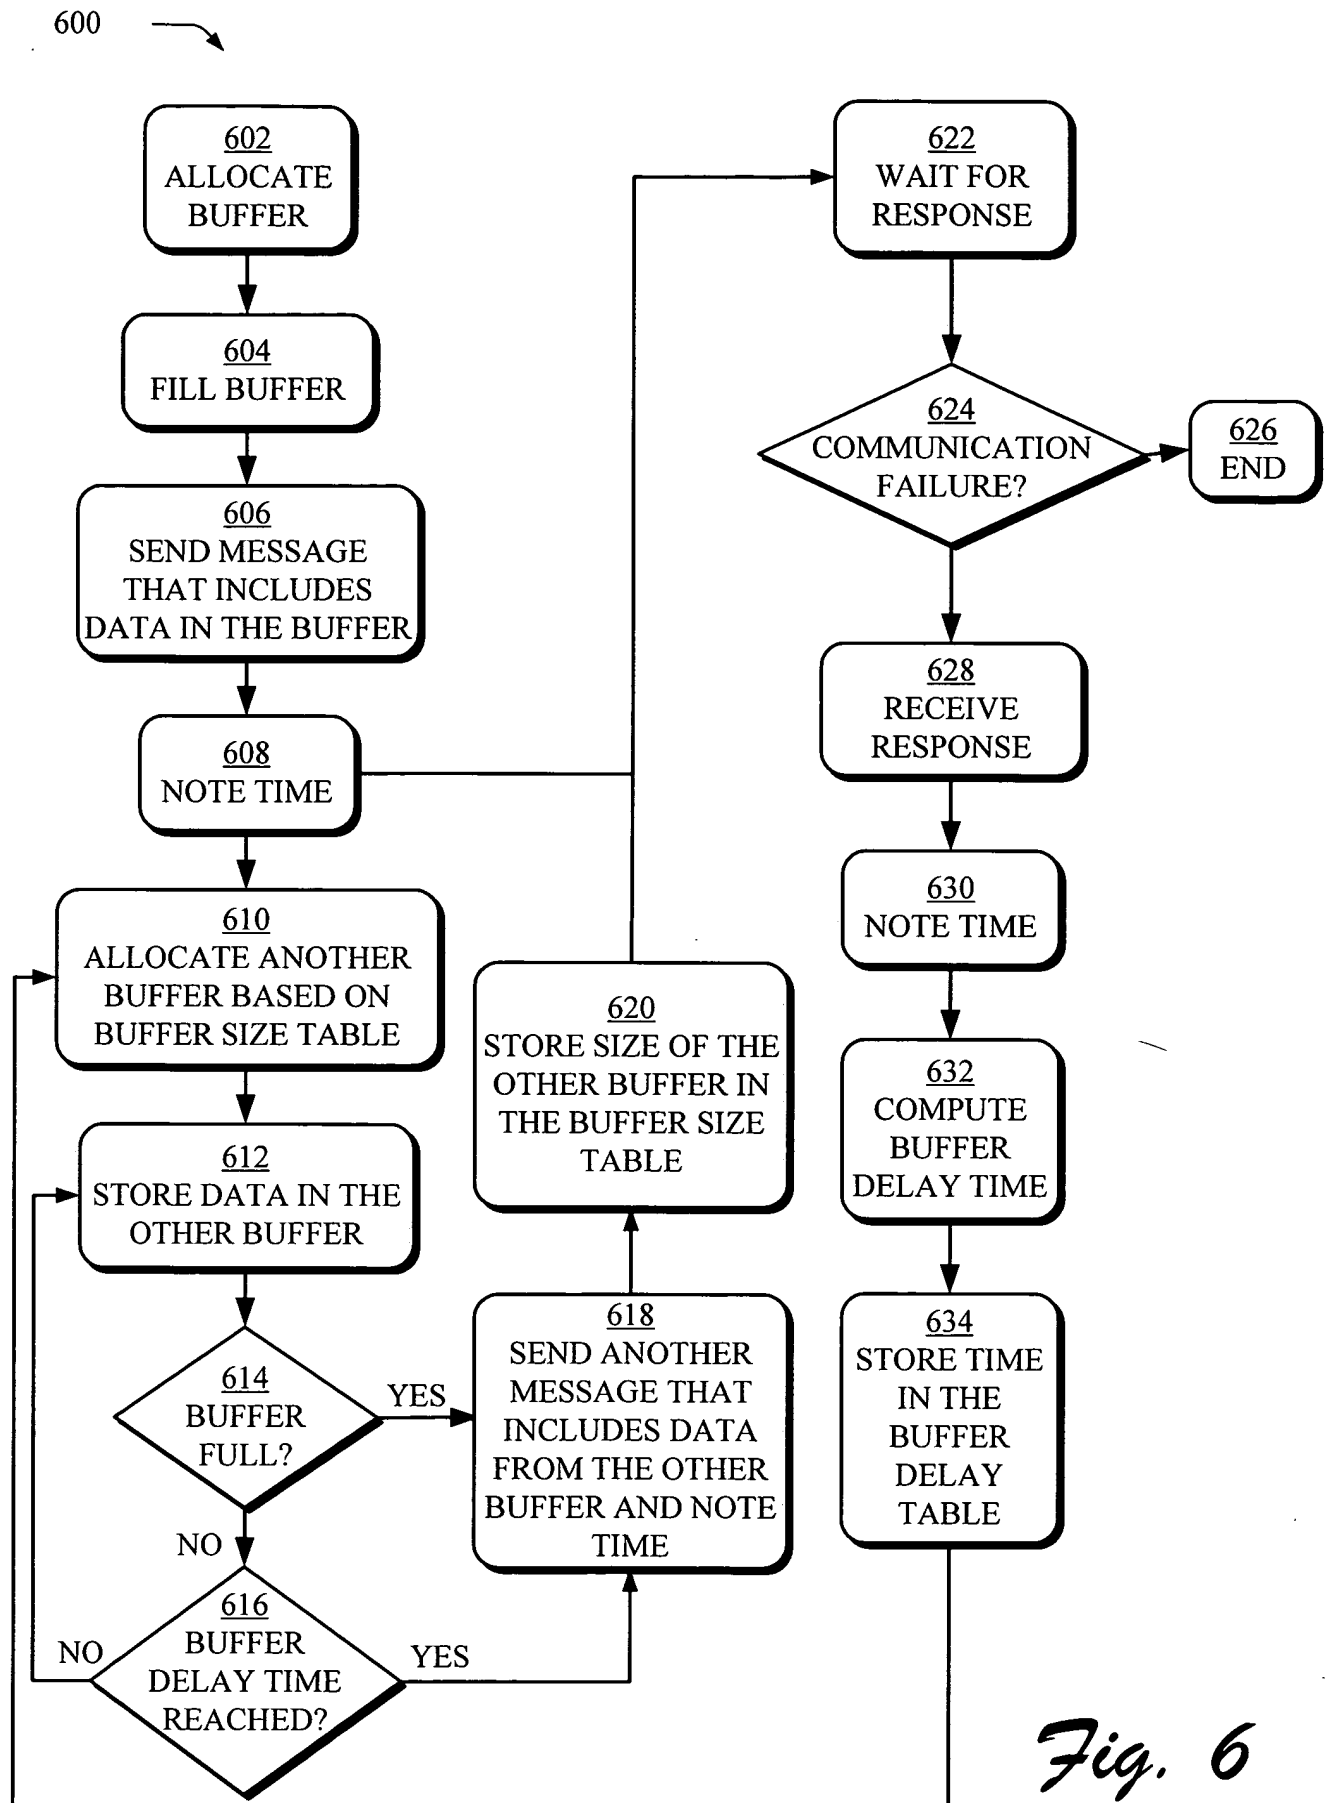 600
602
ALLOCATE
BUFFER
604
FILL BUFFER
606
SEND MESSAGE
THAT INCLUDES
DATA IN THE BUFFER
608
NOTE TIME
610
ALLOCATE ANOTHER
BUFFER BASED ON
BUFFER SIZE TABLE
612
STORE DATA IN THE
OTHER BUFFER
614
BUFFER
FULL?
YES
NO
616
BUFFER
DELAY TIME
REACHED?
NO
YES
618
SEND ANOTHER
MESSAGE THAT
INCLUDES DATA
FROM THE OTHER
BUFFER AND NOTE
TIME
620
STORE SIZE OF THE
OTHER BUFFER IN
THE BUFFER SIZE
TABLE
622
WAIT FOR
RESPONSE
624
COMMUNICATION
FAILURE?
626
END
628
RECEIVE
RESPONSE
630
NOTE TIME
632
COMPUTE
BUFFER
DELAY TIME
634
STORE TIME
IN THE
BUFFER
DELAY
TABLE
Fig. 6